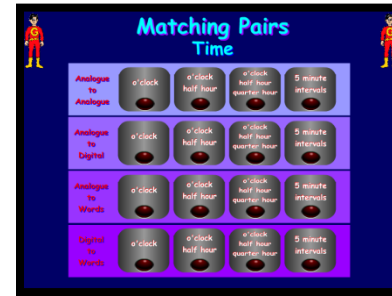 Matching Pairs
Time
G
G
Analogue
to
Analogue
o'clock
o'clock
half hour
o'clock
half hour
quarter hour
5 minute
intervals
Analogue
to
Digital
o'clock
o'clock
half hour
o'clock
half hour
quarter hour
5 minute
intervals
Analogue
to
Words
o'clock
o'clock
half hour
o'clock
half hour
quarter hour
5 minute
intervals
Digital
to
Words
o'clock
o'clock
half hour
o'clock
half hour
quarter hour
5 minute
intervals